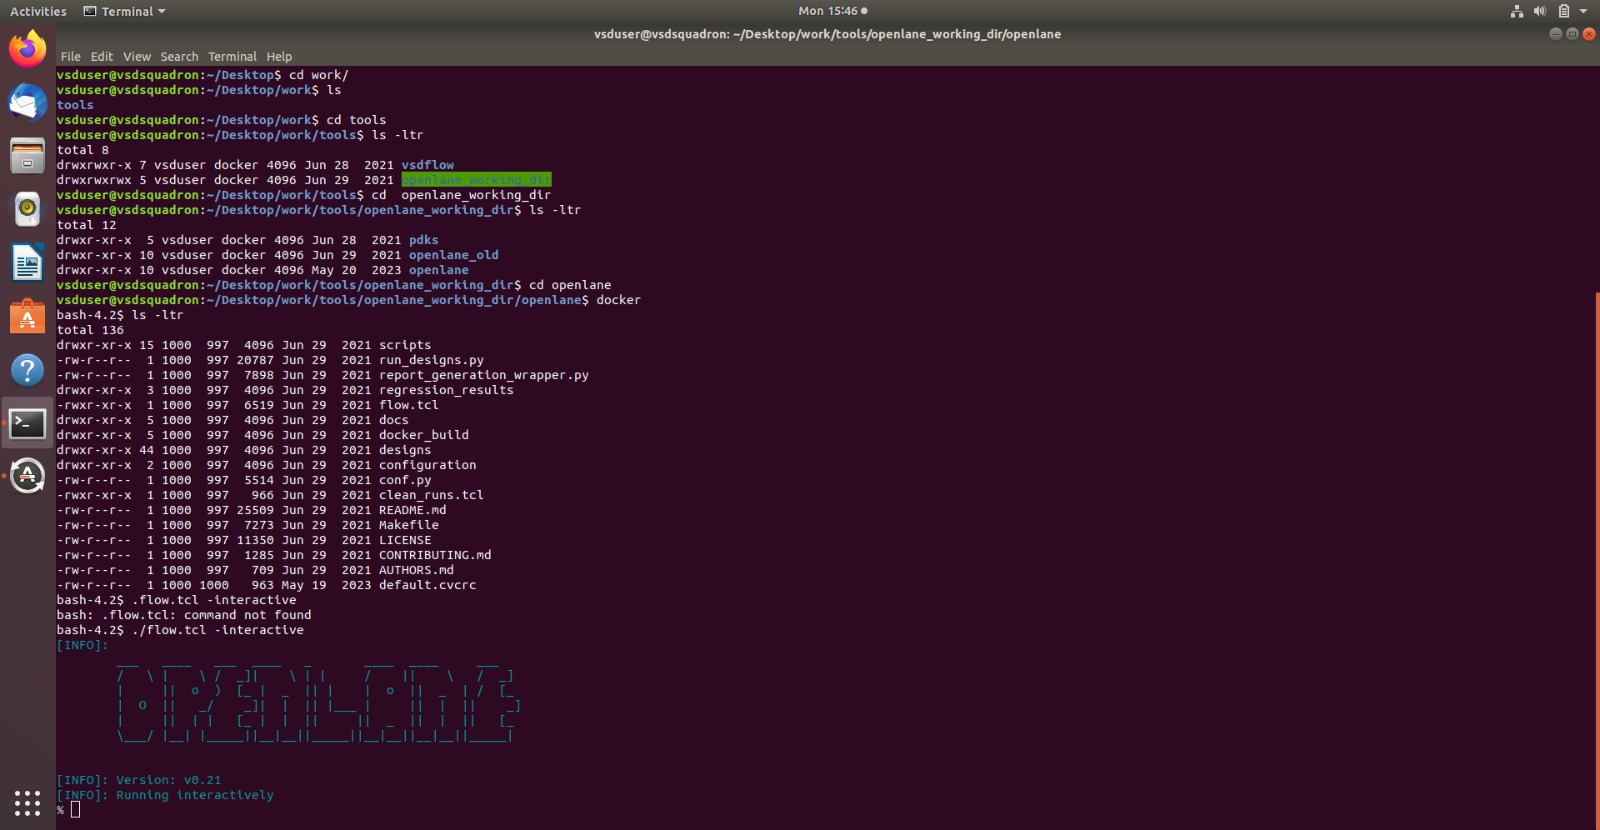 Activities Terminal Mon 15:46
vsduser@vsdsquadron: ~/Desktop/work/tools/openlane_working_dir/openlane
File Edit View Search Terminal Help
vsduser@vsdsquadron:~/Desktop$ cd work/
vsduser@vsdsquadron:~/Desktop/work$ ls
tools
vsduser@vsdsquadron:~/Desktop/work$ cd tools
vsduser@vsdsquadron:~/Desktop/work/tools$ ls -ltr
total 8
drwxrwxr-x 7 vsduser docker 4096 Jun 28  2021 vsdflow
drwxrwxrwx 5 vsduser docker 4096 Jun 29  2021 openlane_working_dir
vsduser@vsdsquadron:~/Desktop/work/tools$ cd  openlane_working_dir
vsduser@vsdsquadron:~/Desktop/work/tools/openlane_working_dir$ ls -ltr
total 12
drwxr-xr-x  5 vsduser docker 4096 Jun 28  2021 pdks
drwxr-xr-x 10 vsduser docker 4096 Jun 29  2021 openlane_old
drwxr-xr-x 10 vsduser docker 4096 May 20  2023 openlane
vsduser@vsdsquadron:~/Desktop/work/tools/openlane_working_dir$ cd openlane
vsduser@vsdsquadron:~/Desktop/work/tools/openlane_working_dir/openlane$ docker
bash-4.2$ ls -ltr
total 136
drwxr-xr-x 15 1000  997  4096 Jun 29  2021 scripts
-rw-r--r--  1 1000  997 20787 Jun 29  2021 run_designs.py
-rw-r--r--  1 1000  997  7898 Jun 29  2021 report_generation_wrapper.py
drwxr-xr-x  3 1000  997  4096 Jun 29  2021 regression_results
-rwxr-xr-x  1 1000  997  6519 Jun 29  2021 flow.tcl
drwxr-xr-x  5 1000  997  4096 Jun 29  2021 docs
drwxr-xr-x  5 1000  997  4096 Jun 29  2021 docker_build
drwxr-xr-x 44 1000  997  4096 Jun 29  2021 designs
drwxr-xr-x  2 1000  997  4096 Jun 29  2021 configuration
-rw-r--r--  1 1000  997  5514 Jun 29  2021 conf.py
-rwxr-xr-x  1 1000  997   966 Jun 29  2021 clean_runs.tcl
-rw-r--r--  1 1000  997 25509 Jun 29  2021 README.md
-rw-r--r--  1 1000  997  7273 Jun 29  2021 Makefile
-rw-r--r--  1 1000  997 11350 Jun 29  2021 LICENSE
-rw-r--r--  1 1000  997  1285 Jun 29  2021 CONTRIBUTING.md
-rw-r--r--  1 1000  997   709 Jun 29  2021 AUTHORS.md
-rw-r--r--  1 1000 1000   963 May 19  2023 default.cvcrc
bash-4.2$ .flow.tcl -interactive
bash: .flow.tcl: command not found
bash-4.2$ ./flow.tcl -interactive
[INFO]:
OPENLANE
[INFO]: Version: v0.21
[INFO]: Running interactively
%